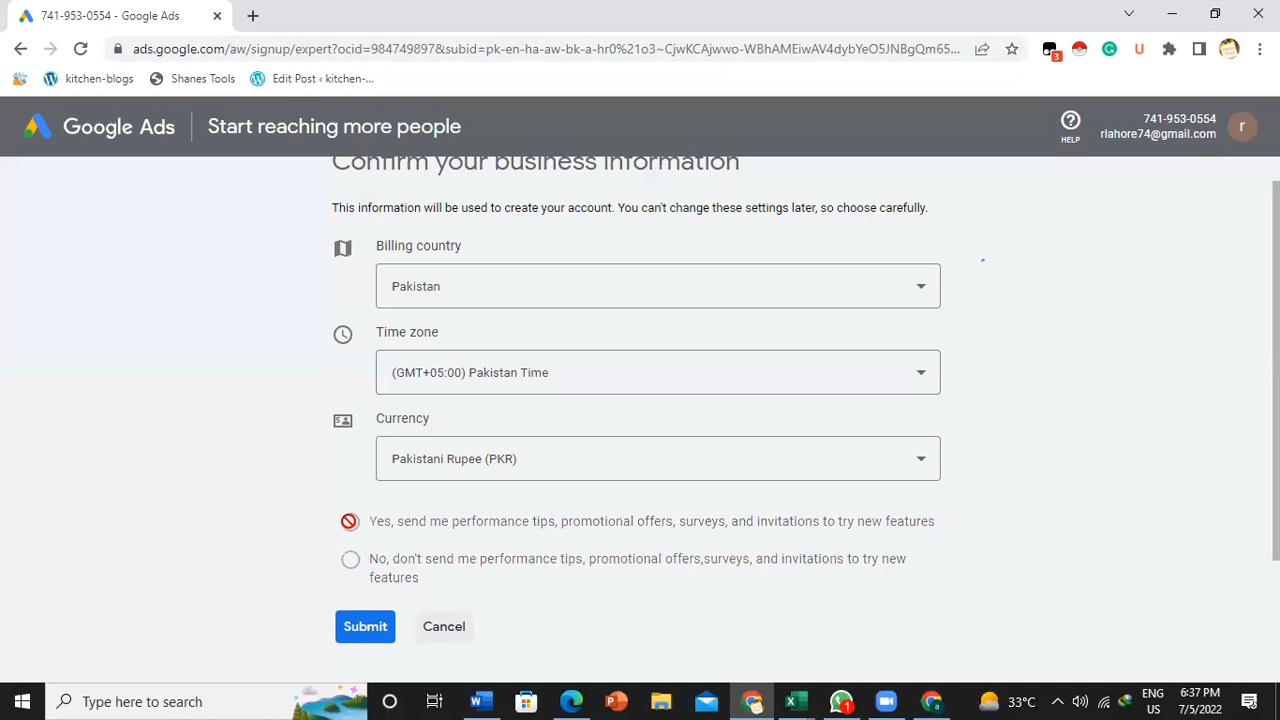 741-953-0554 - Google Ads
ads.google.com/aw/signup/expert?ocid=984749897&subid=pk-en-ha-aw-bk-a-hr0%21o3~CjwKCAjwwo-WBhAMEiwAV4dybYeO5JNBgQm65...
3
kitchen-blogs
Shanes Tools
Edit Post ‹ kitchen-...
Google Ads
Start reaching more people
HELP
741-953-0554
rlahore74@gmail.com
r
Confirm your business information
This information will be used to create your account. You can't change these settings later, so choose carefully.
Billing country
Pakistan
Time zone
(GMT+05:00) Pakistan Time
Currency
Pakistani Rupee (PKR)
Yes, send me performance tips, promotional offers, surveys, and invitations to try new features
No, don't send me performance tips, promotional offers,surveys, and invitations to try new
features
Submit
Cancel
Type here to search
1
33°C
ENG
US
6:37 PM
7/5/2022